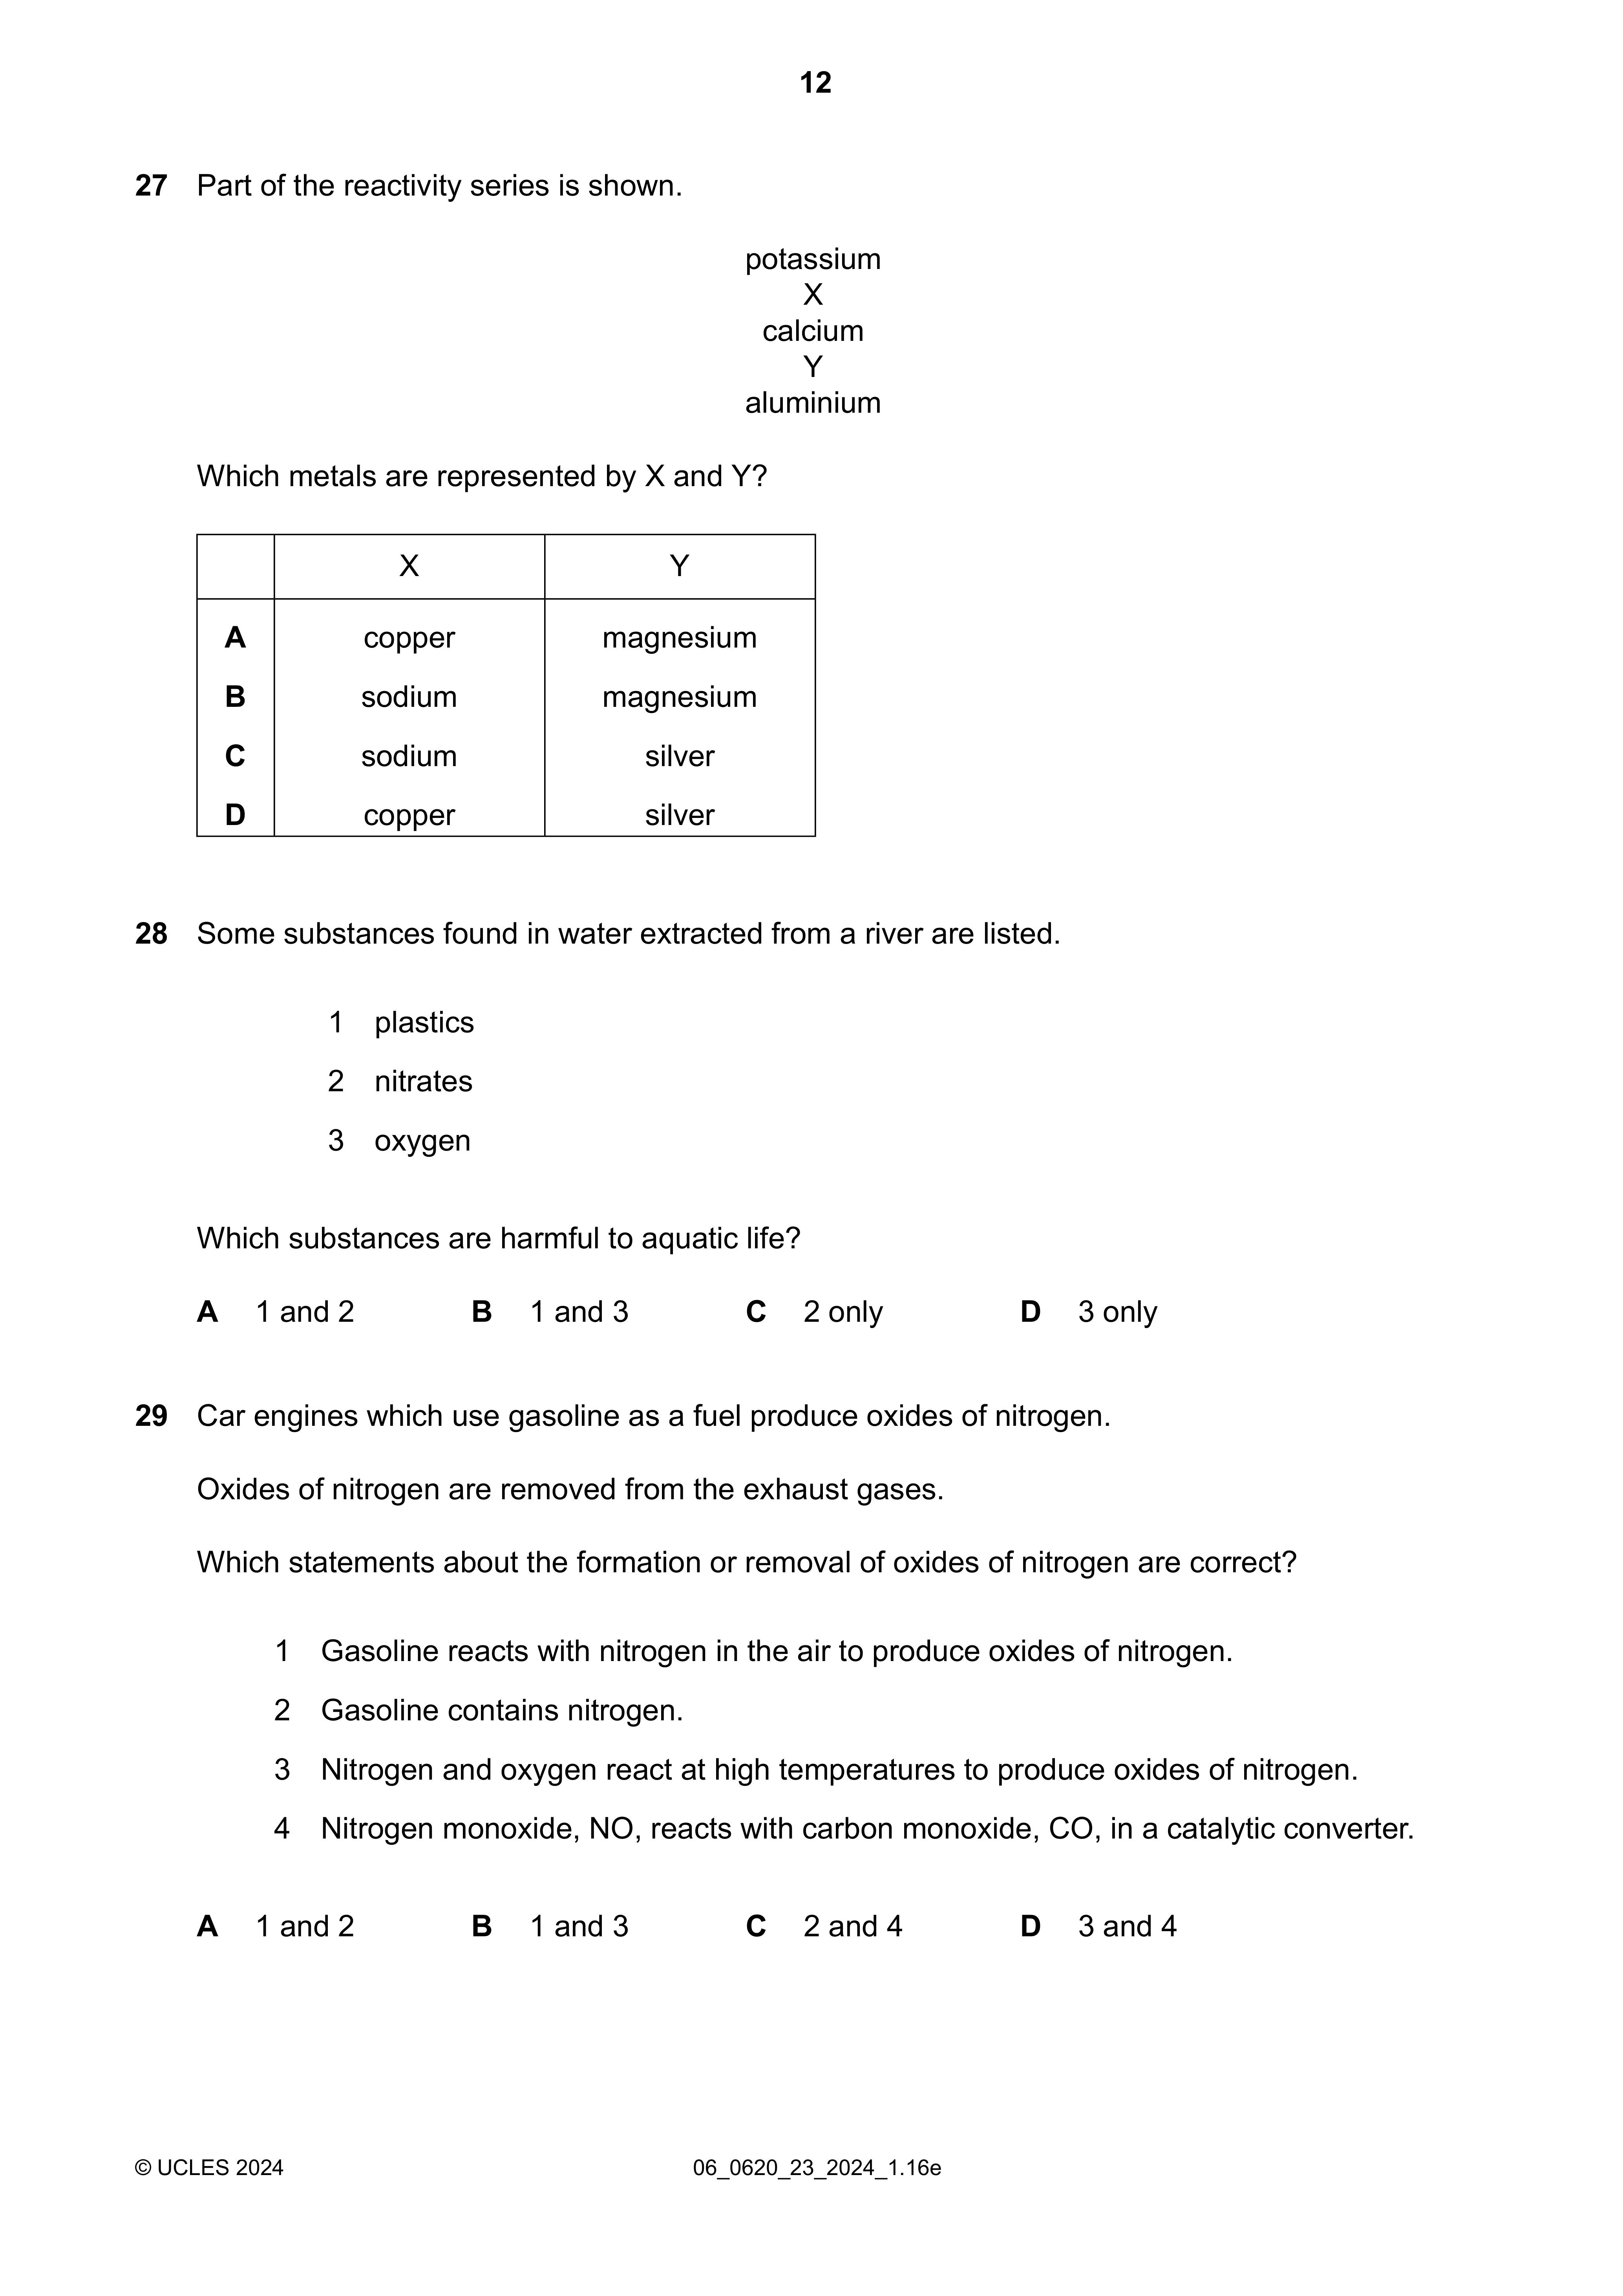 12
27 Part of the reactivity series is shown.
potassium
X
calcium
Y
aluminium
Which metals are represented by X and Y?
X Y
A copper magnesium
B sodium magnesium
C sodium silver
D copper silver
28 Some substances found in water extracted from a river are listed.
1 plastics
2 nitrates
3 oxygen
Which substances are harmful to aquatic life?
A 1 and 2 B 1 and 3 C 2 only D 3 only
29 Car engines which use gasoline as a fuel produce oxides of nitrogen.
Oxides of nitrogen are removed from the exhaust gases.
Which statements about the formation or removal of oxides of nitrogen are correct?
1 Gasoline reacts with nitrogen in the air to produce oxides of nitrogen.
2 Gasoline contains nitrogen.
3 Nitrogen and oxygen react at high temperatures to produce oxides of nitrogen.
4 Nitrogen monoxide, NO, reacts with carbon monoxide, CO, in a catalytic converter.
A 1 and 2 B 1 and 3 C 2 and 4 D 3 and 4
© UCLES 2024 06_0620_23_2024_1.16e